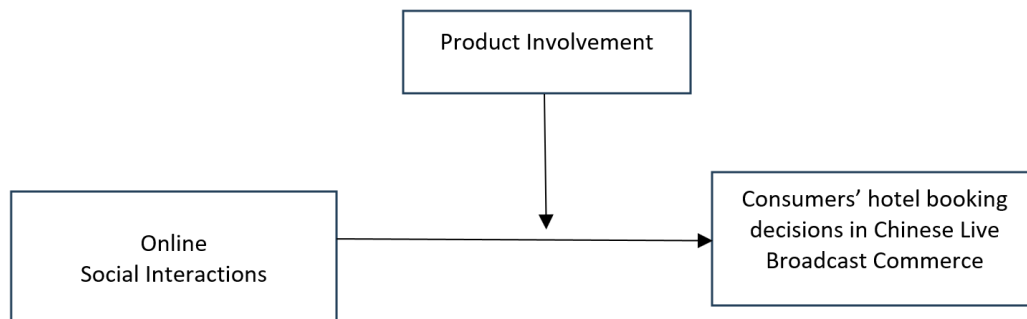 Product Involvement
Online
Social Interactions
Consumers’ hotel booking
decisions in Chinese Live
Broadcast Commerce